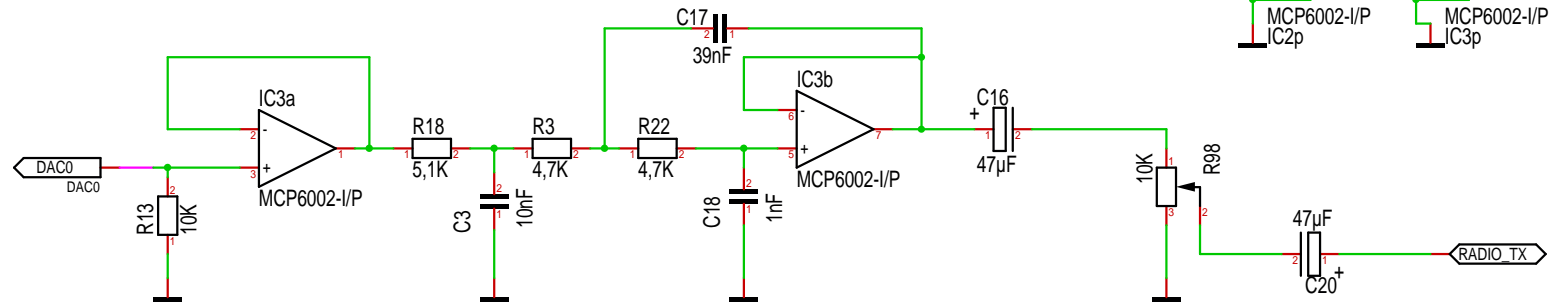 C17
2
1
39nF
MCP6002-I/P
IC2p
MCP6002-I/P
IC3p
IC3a
2
-
3
+
1
MCP6002-I/P
DAC0
DAC0
R13
2
10K
1
R18
1
2
5,1K
C3
2
1
10nF
R3
1
2
4,7K
R22
1
2
4,7K
C18
2
1
1nF
IC3b
6
-
5
+
7
MCP6002-I/P
C16
+
1
2
47µF
10K
1
3
2
R98
47µF
2
1
C20
+
RADIO_TX